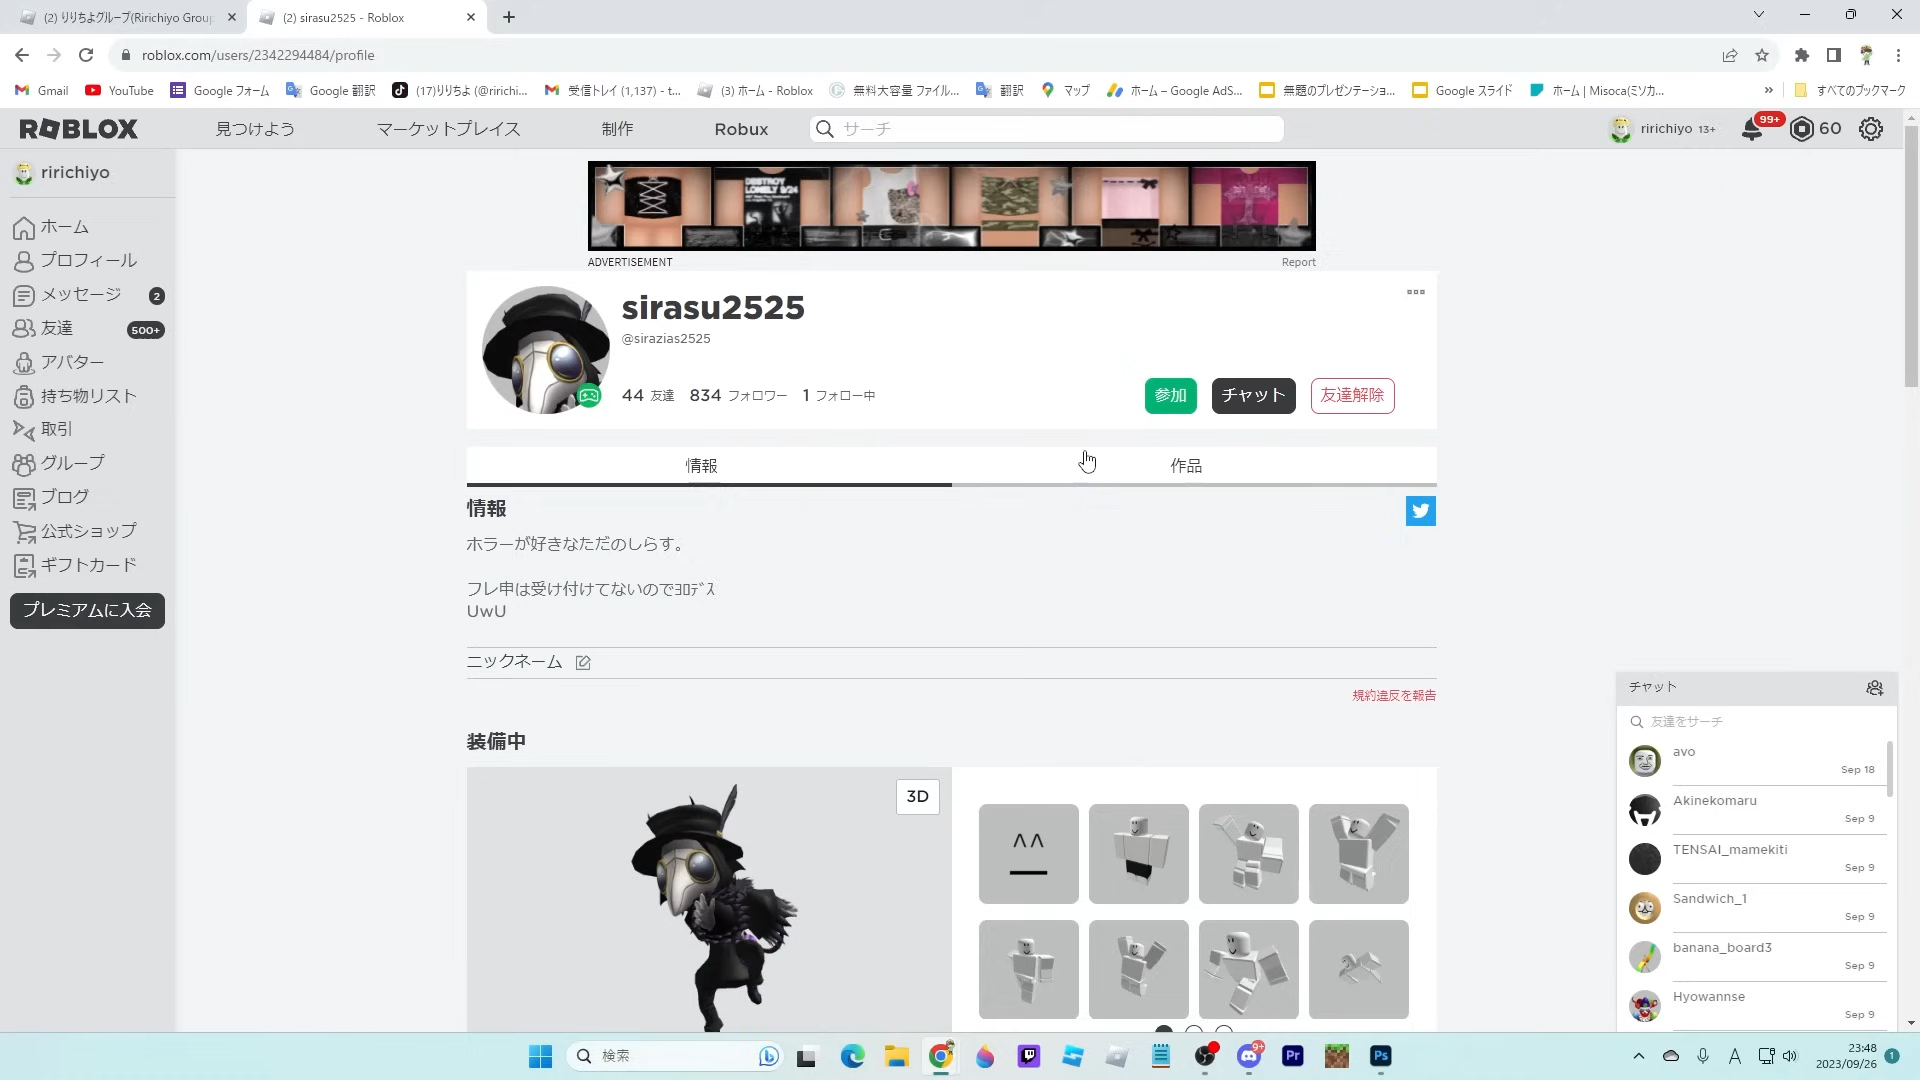 (2) りりちよグループ(Ririchiyo Grou
(2) sirasu2525 - Roblox
roblox.com/users/2342294484/profile
Gmail
YouTube
Google フォーム
Google 翻訳
(17)りりちよ (@ririchi...
受信トレイ (1,137) - t...
(3) ホーム - Roblox
無料大容量 ファイル...
翻訳
マップ
ホーム – Google AdS...
無題のプレゼンテーショ...
Google スライド
ホーム | Misoca(ミソカ...
»
すべてのブックマーク
ROBLOX
見つけよう
マーケットプレイス
制作
Robux
サーチ
ririchiyo 13+
99+
60
ririchiyo
ホーム
プロフィール
メッセージ 2
友達 500+
アバター
持ち物リスト
取引
グループ
ブログ
公式ショップ
ギフトカード
プレミアムに入会
DESTROY
LONELY 9/24
ADVERTISEMENT
Report
sirasu2525
@sirazias2525
44 友達 834 フォロワー 1 フォロー中
参加
チャット
友達解除
情報
作品
情報
ホラーが好きなただのしらす。
フレ申は受け付けてないのでﾖﾛﾃﾞｽ
UwU
ニックネーム
規約違反を報告
装備中
3D
チャット
友達をサーチ
avo
Sep 18
Akinekomaru
Sep 9
TENSAI_mamekiti
Sep 9
Sandwich_1
Sep 9
banana_board3
Sep 9
Hyowannse
Sep 9
検索
9+
Pr
Ps
A
23:48
2023/09/26
1